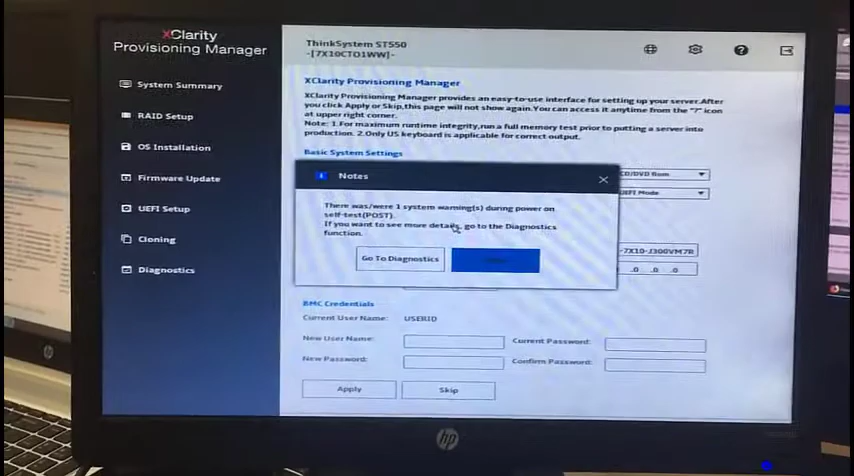 XClarity
Provisioning Manager
System Summary
RAID Setup
OS Installation
Firmware Update
UEFI Setup
Cloning
Diagnostics
ThinkSystem ST550
-[7X10CTO1WW]-
XClarity Provisioning Manager
XClarity Provisioning Manager provides an easy-to-use interface for setting up your server.After
you click Apply or Skip,this page will not show again.You can access it anytime from the "?" icon
at upper right corner.
Note: 1.For maximum runtime integrity,run a full memory test prior to putting a server into
production. 2.Only US keyboard is applicable for correct output.
Basic System Settings
CD/DVD Rom
UEFI Mode
Notes
There was/were 1 system warning(s) during power on
self-test(POST).
If you want to see more details, go to the Diagnostics
function.
Go To Diagnostics
-7X10-J300VM7R
.0 .0 .0
BMC Credentials
Current User Name: USERID
New User Name: Current Password:
New Password: Confirm Password:
Apply Skip
hp